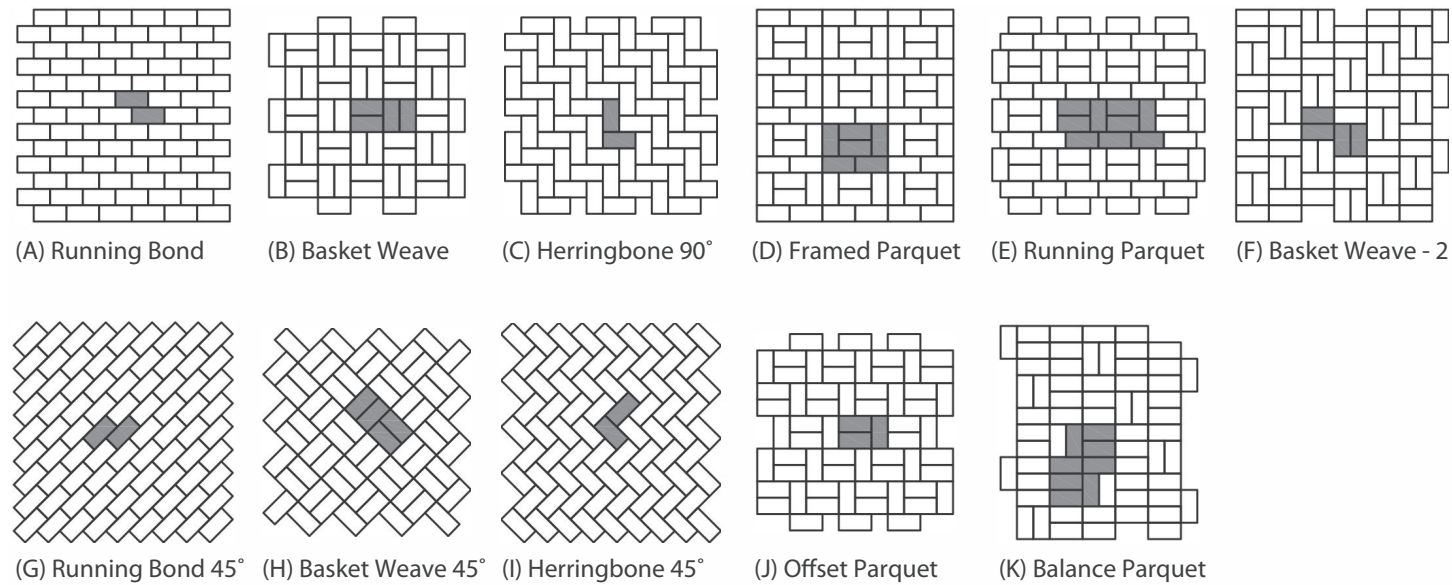 (A) Running Bond
(B) Basket Weave
(C) Herringbone 90˚
(D) Framed Parquet
(E) Running Parquet
(F) Basket Weave - 2
(G) Running Bond 45˚
(H) Basket Weave 45˚
(I) Herringbone 45˚
(J) Offset Parquet
(K) Balance Parquet